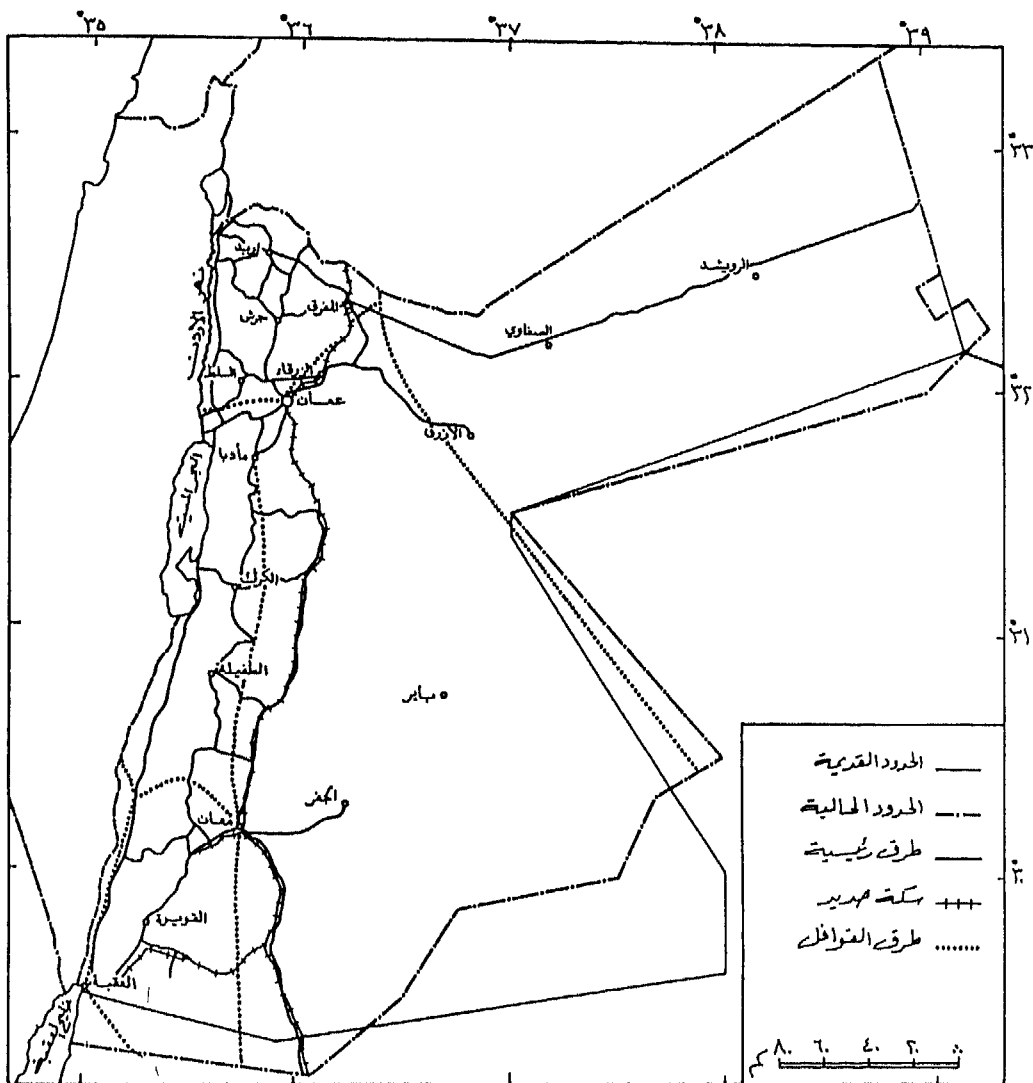 °٣٥ °٣٦ °٣٧ °٣٨ °٣٩
°٣٣
°٣٢
°٣١
°٣٠
اربد
نهر الأردن
المفرق
جرش
الرويشد
الصفاوي
السلط
الزرقاء
عمان
الأزرق
مأدبا
البحر الميت
الكرك
الطفيلة
باير
الجفر
معان
القويرة
العقبة
خليج العقبة
الحدود القديمة
الحدود الحالية
طرق رئيسية
سكة حديد
طرق القوافل
٨٠ ٦٠ ٤٠ ٢٠ ٠ كم